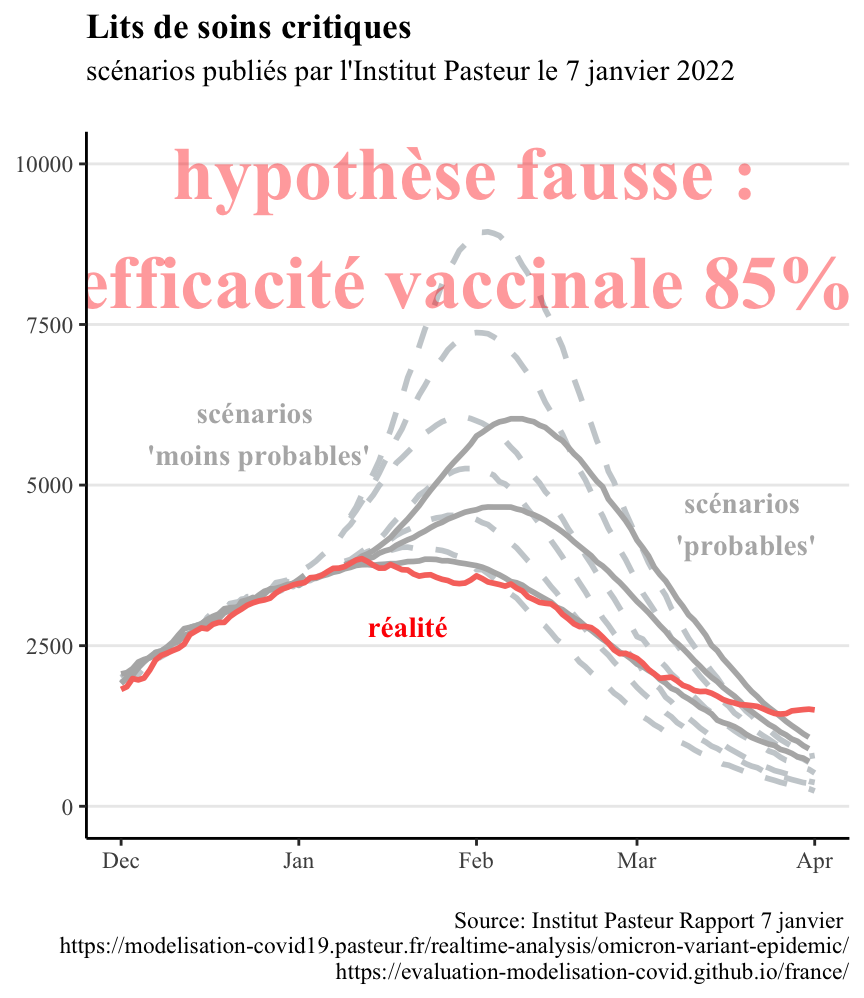 Lits de soins critiques
scénarios publiés par l'Institut Pasteur le 7 janvier 2022
hypothèse fausse :
efficacité vaccinale 85%
10000
7500
5000
2500
0
scénarios
'moins probables'
scénarios
'probables'
réalité
Dec
Jan
Feb
Mar
Apr
Source: Institut Pasteur Rapport 7 janvier
https://modelisation-covid19.pasteur.fr/realtime-analysis/omicron-variant-epidemic/
https://evaluation-modelisation-covid.github.io/france/